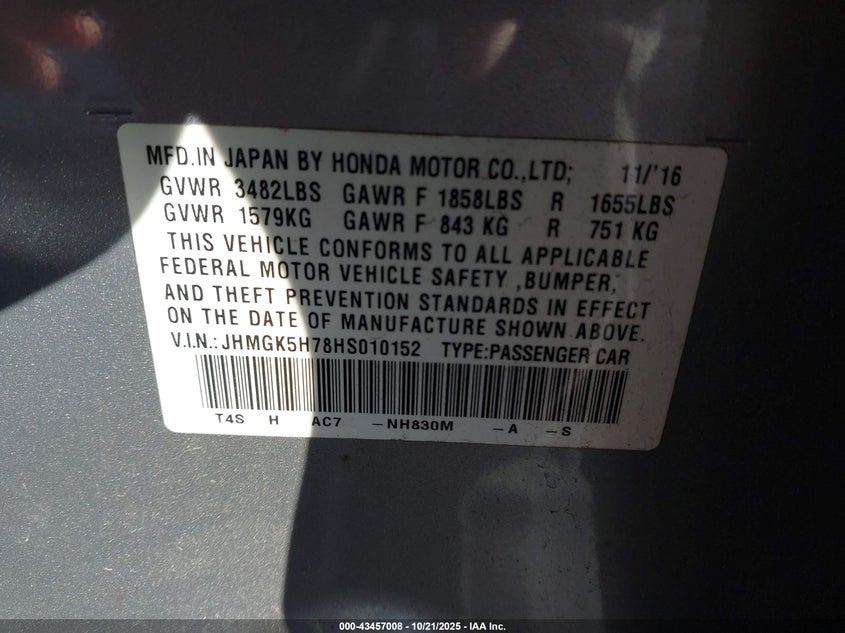 MFD.IN JAPAN BY HONDA MOTOR CO.,LTD; 11/'16
GVWR 3482LBS GAWR F 1858LBS R 1655LBS
GVWR 1579KG GAWR F 843 KG R 751 KG
THIS VEHICLE CONFORMS TO ALL APPLICABLE
FEDERAL MOTOR VEHICLE SAFETY ,BUMPER,
AND THEFT PREVENTION STANDARDS IN EFFECT
ON THE DATE OF MANUFACTURE SHOWN ABOVE.
V.I.N.: JHMGK5H78HS010152 TYPE:PASSENGER CAR
T4S H AC7 -NH830M -A -S
000-43457008 - 10/21/2025 - IAA Inc.